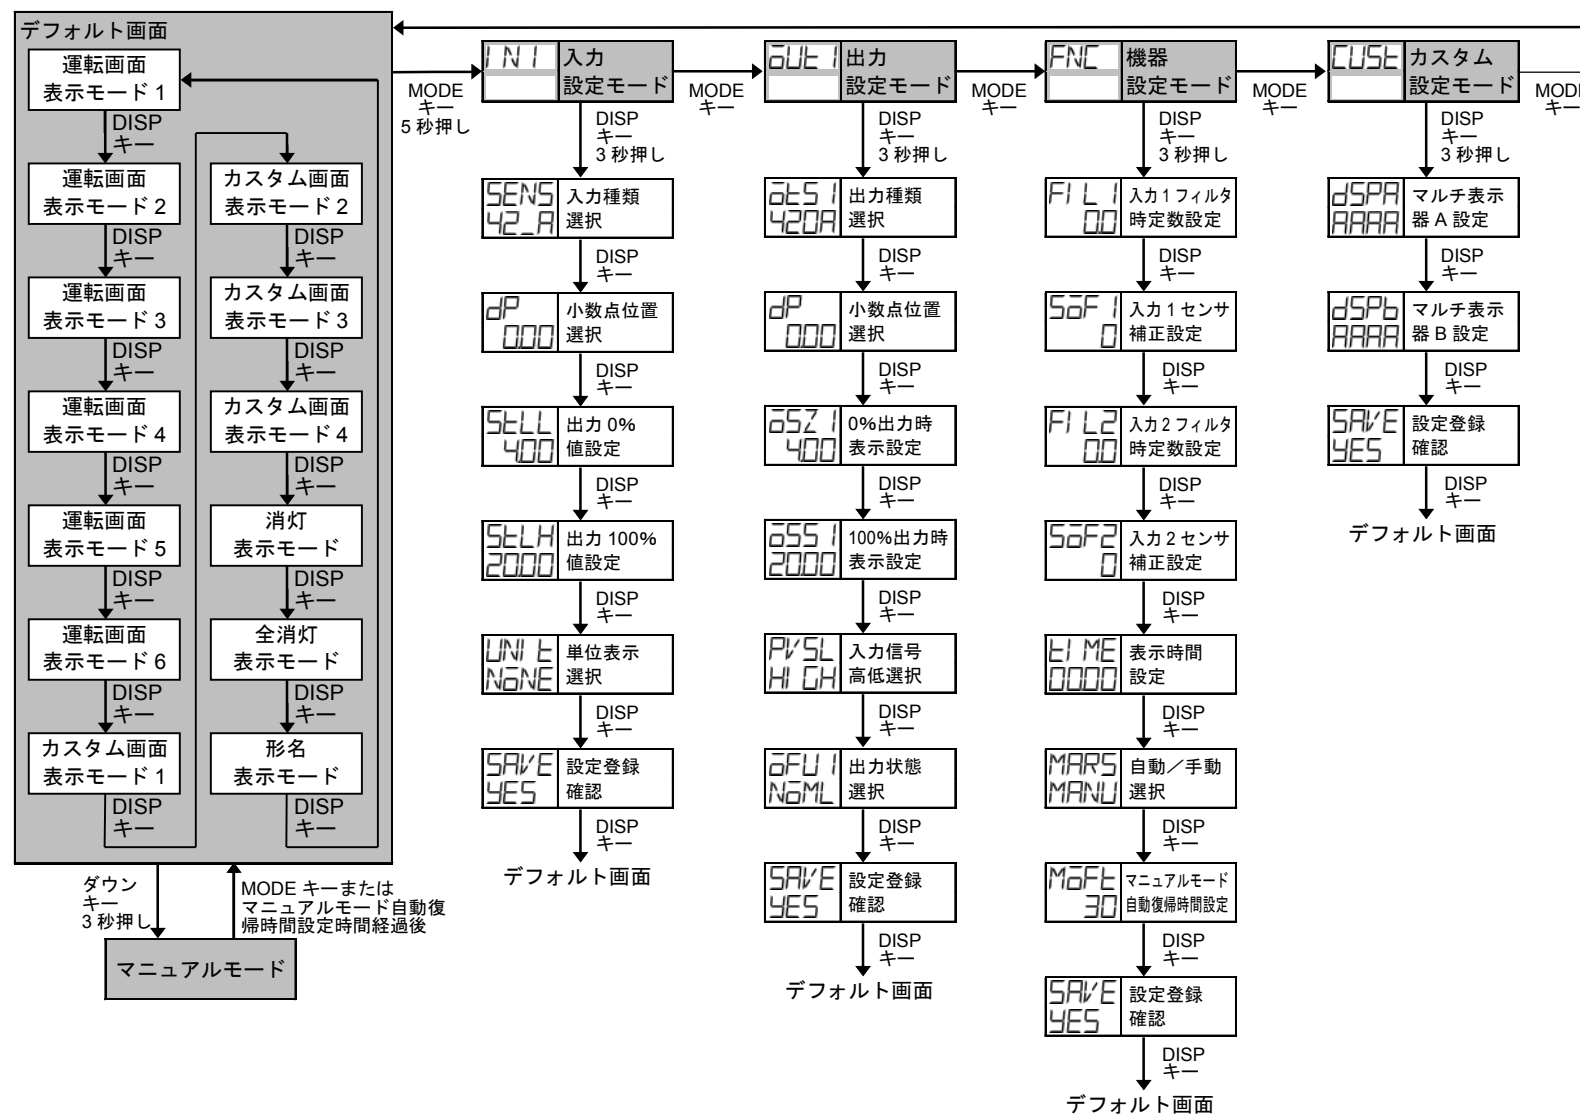 デフォルト画面
運転画面
表示モード 1
DISP
キー
運転画面
表示モード 2
DISP
キー
運転画面
表示モード 3
DISP
キー
運転画面
表示モード 4
DISP
キー
運転画面
表示モード 5
DISP
キー
運転画面
表示モード 6
DISP
キー
カスタム画面
表示モード 1
DISP
キー
カスタム画面
表示モード 2
DISP
キー
カスタム画面
表示モード 3
DISP
キー
カスタム画面
表示モード 4
DISP
キー
消灯
表示モード
DISP
キー
全消灯
表示モード
DISP
キー
形名
表示モード
DISP
キー
ダウン
キー
3 秒押し
MODE キーまたは
マニュアルモード自動復
帰時間設定時間経過後
マニュアルモード
MODE
キー
5 秒押し
IN1
入力
設定モード
DISP
キー
3 秒押し
SENS
42_A
入力種類
選択
DISP
キー
dP
0.00
小数点位置
選択
DISP
キー
StLL
4.00
出力 0%
値設定
DISP
キー
StLH
20.00
出力 100%
値設定
DISP
キー
UNIt
NoNE
単位表示
選択
DISP
キー
SAVE
YES
設定登録
確認
DISP
キー
デフォルト画面
MODE
キー
oUt1
出力
設定モード
DISP
キー
3 秒押し
otS1
420A
出力種類
選択
DISP
キー
dP
0.00
小数点位置
選択
DISP
キー
oSZ1
4.00
0%出力時
表示設定
DISP
キー
oSS1
20.00
100%出力時
表示設定
DISP
キー
PVSL
HIGH
入力信号
高低選択
DISP
キー
oFU1
NoML
出力状態
選択
DISP
キー
SAVE
YES
設定登録
確認
DISP
キー
デフォルト画面
MODE
キー
FNC
機器
設定モード
DISP
キー
3 秒押し
FIL1
0.0
入力 1 フィルタ
時定数設定
DISP
キー
SoF1
0
入力 1 センサ
補正設定
DISP
キー
FIL2
0.0
入力 2 フィルタ
時定数設定
DISP
キー
SoF2
0
入力 2 センサ
補正設定
DISP
キー
tIME
00.00
表示時間
設定
DISP
キー
MARS
MANU
自動／手動
選択
DISP
キー
MoFt
30
マニュアルモード
自動復帰時間設定
DISP
キー
SAVE
YES
設定登録
確認
DISP
キー
デフォルト画面
MODE
キー
CUSt
カスタム
設定モード
DISP
キー
3 秒押し
dSPA
AAAA
マルチ表示
器 A 設定
DISP
キー
dSPb
AAAA
マルチ表示
器 B 設定
DISP
キー
SAVE
YES
設定登録
確認
DISP
キー
デフォルト画面
キー